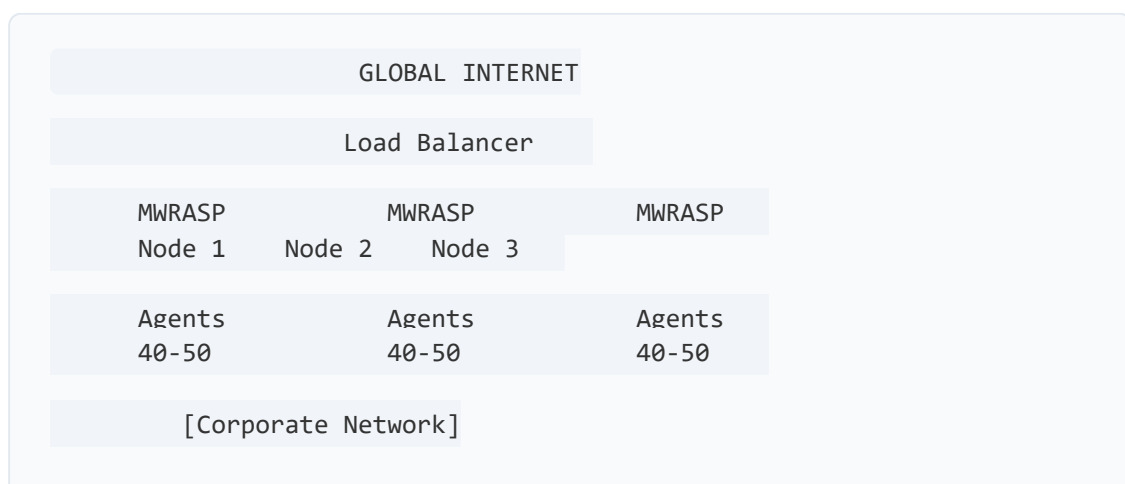 GLOBAL INTERNET
Load Balancer
MWRASP MWRASP MWRASP
Node 1 Node 2 Node 3
Agents Agents Agents
40-50 40-50 40-50
[Corporate Network]